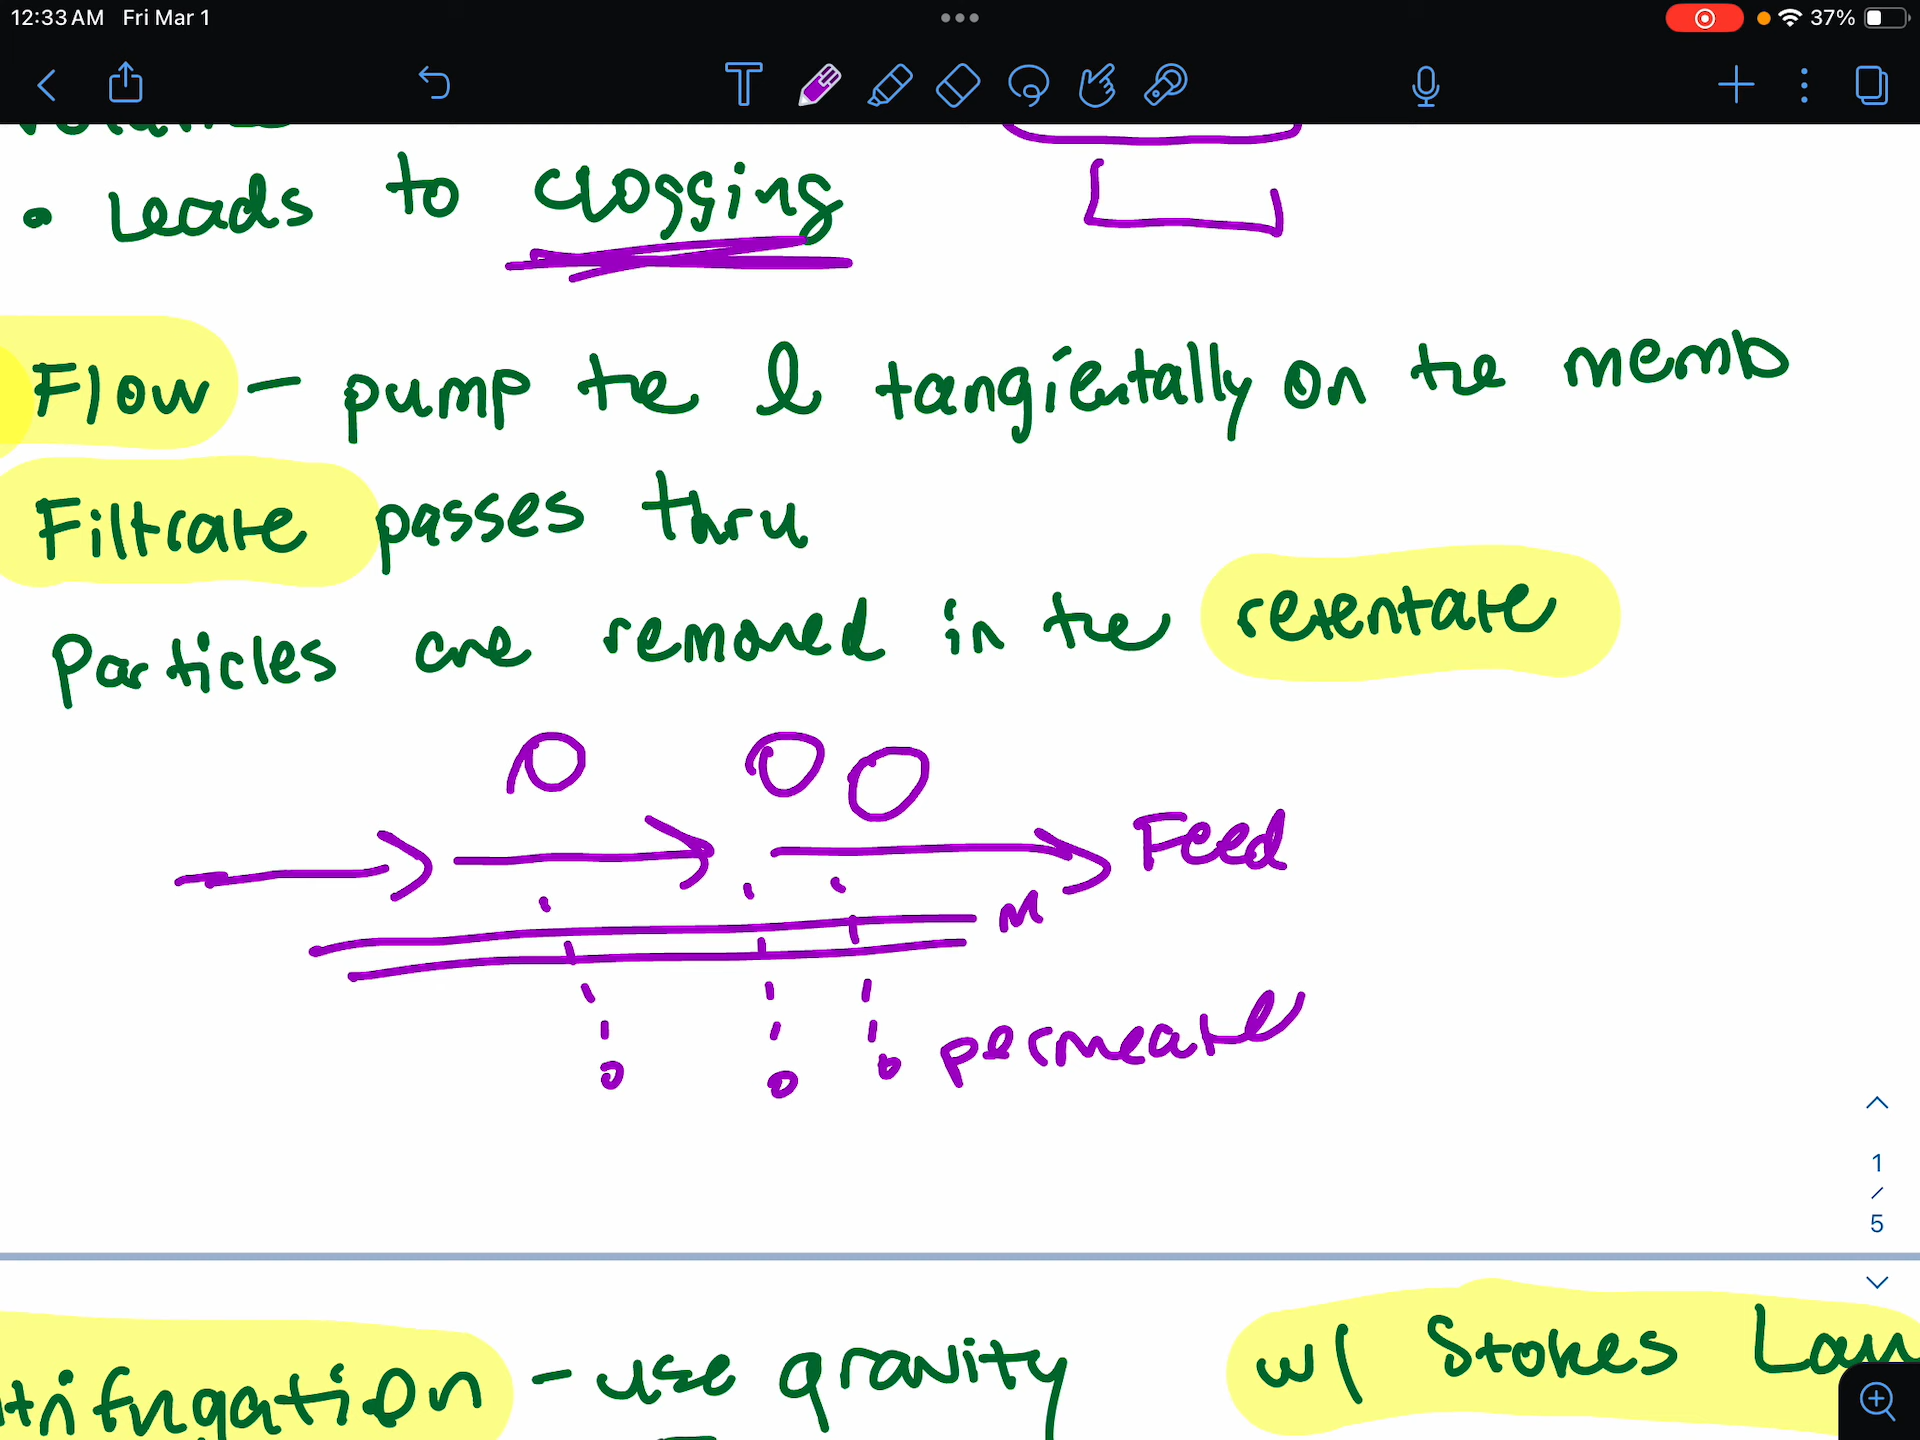 12:33 AM Fri Mar 1
37%
T
• Leads to clogging
Flow – pump the l tangientally on the memb
Filtrate passes thru
Particles are removed in the retentate
Feed
M
permeate
1
/
5
ntrifugation – use gravity w/ Stokes Law